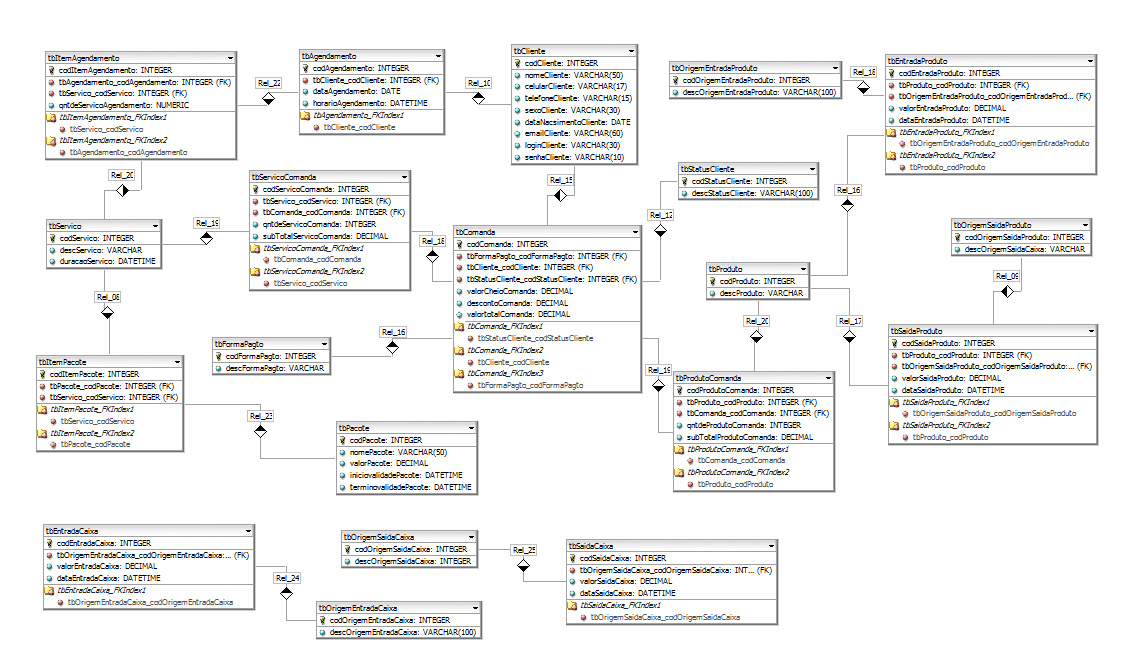 tbItemAgendamento
codItemAgendamento: INTEGER
tbAgendamento_codAgendamento: INTEGER (FK)
tbServico_codServico: INTEGER (FK)
qntdeServicoAgendamento: NUMERIC
tbItemAgendamento_FKIndex1
tbServico_codServico
tbItemAgendamento_FKIndex2
tbAgendamento_codAgendamento
Rel_22
tbAgendamento
codAgendamento: INTEGER
tbCliente_codCliente: INTEGER (FK)
dataAgendamento: DATE
horarioAgendamento: DATETIME
tbAgendamento_FKIndex1
tbCliente_codCliente
Rel_10
tbCliente
codCliente: INTEGER
nomeCliente: VARCHAR(50)
celularCliente: VARCHAR(17)
telefoneCliente: VARCHAR(15)
sexoCliente: VARCHAR(30)
dataNacsimentoCliente: DATE
emailCliente: VARCHAR(60)
loginCliente: VARCHAR(30)
senhaCliente: VARCHAR(10)
tbOrigemEntradaProduto
codOrigemEntradaProduto: INTEGER
descOrigemEntradaProduto: VARCHAR(100)
Rel_18
tbEntradaProduto
codEntradaProduto: INTEGER
tbProduto_codProduto: INTEGER (FK)
tbOrigemEntradaProduto_codOrigemEntradaProd... (FK)
valorEntradaProduto: DECIMAL
dataEntradaProduto: DATETIME
tbEntradaProduto_FKIndex1
tbOrigemEntradaProduto_codOrigemEntradaProduto
tbEntradaProduto_FKIndex2
tbProduto_codProduto
Rel_20
tbServicoComanda
codServicoComanda: INTEGER
tbServico_codServico: INTEGER (FK)
tbComanda_codComanda: INTEGER (FK)
qntdeServicoComanda: INTEGER
subTotalServicoComanda: DECIMAL
tbServicoComanda_FKIndex1
tbComanda_codComanda
tbServicoComanda_FKIndex2
tbServico_codServico
Rel_15
tbStatusCliente
codStatusCliente: INTEGER
descStatusCliente: VARCHAR(100)
Rel_16
Rel_12
tbServico
codServico: INTEGER
descServico: VARCHAR
duracaoServico: DATETIME
Rel_19
Rel_18
tbComanda
codComanda: INTEGER
tbFormaPagto_codFormaPagto: INTEGER (FK)
tbCliente_codCliente: INTEGER (FK)
tbStatusCliente_codStatusCliente: INTEGER (FK)
valorCheioComanda: DECIMAL
descontoComanda: DECIMAL
valortotalComanda: DECIMAL
tbComanda_FKIndex1
tbStatusCliente_codStatusCliente
tbComanda_FKIndex2
tbCliente_codCliente
tbComanda_FKIndex3
tbFormaPagto_codFormaPagto
tbOrigemSaidaProduto
codOrigemSaidaProduto: INTEGER
descOrigemSaidaCaixa: VARCHAR
tbProduto
codProduto: INTEGER
descProduto: VARCHAR
Rel_09
Rel_08
Rel_16
Rel_20
Rel_17
tbSaidaProduto
codSaidaProduto: INTEGER
tbProduto_codProduto: INTEGER (FK)
tbOrigemSaidaProduto_codOrigemSaidaProduto:... (FK)
valorSaidaProduto: DECIMAL
dataSaidaProduto: DATETIME
tbSaidaProduto_FKIndex1
tbOrigemSaidaProduto_codOrigemSaidaProduto
tbSaidaProduto_FKIndex2
tbProduto_codProduto
tbFormaPagto
codFormaPagto: INTEGER
descFormaPagto: VARCHAR
tbItemPacote
codItemPacote: INTEGER
tbPacote_codPacote: INTEGER (FK)
tbServico_codServico: INTEGER (FK)
tbItemPacote_FKIndex1
tbServico_codServico
tbItemPacote_FKIndex2
tbPacote_codPacote
Rel_19
tbProdutoComanda
codProdutoComanda: INTEGER
tbProduto_codProduto: INTEGER (FK)
tbComanda_codComanda: INTEGER (FK)
qntdeProdutoComanda: INTEGER
subTotalProdutoComanda: DECIMAL
tbProdutoComanda_FKIndex1
tbComanda_codComanda
tbProdutoComanda_FKIndex2
tbProduto_codProduto
Rel_23
tbPacote
codPacote: INTEGER
nomePacote: VARCHAR(50)
valorPacote: DECIMAL
iniciovalidadePacote: DATETIME
terminovalidadePacote: DATETIME
tbEntradaCaixa
codEntradaCaixa: INTEGER
tbOrigemEntradaCaixa_codOrigemEntradaCaixa:... (FK)
valorEntradaCaixa: DECIMAL
dataEntradaCaixa: DATETIME
tbEntradaCaixa_FKIndex1
tbOrigemEntradaCaixa_codOrigemEntradaCaixa
Rel_24
tbOrigemSaidaCaixa
codOrigemSaidaCaixa: INTEGER
descOrigemSaidaCaixa: INTEGER
Rel_25
tbSaidaCaixa
codSaidaCaixa: INTEGER
tbOrigemSaidaCaixa_codOrigemSaidaCaixa: INT... (FK)
valorSaidaCaixa: DECIMAL
dataSaidaCaixa: DATETIME
tbSaidaCaixa_FKIndex1
tbOrigemSaidaCaixa_codOrigemSaidaCaixa
tbOrigemEntradaCaixa
codOrigemEntradaCaixa: INTEGER
descOrigemEntradaCaixa: VARCHAR(100)